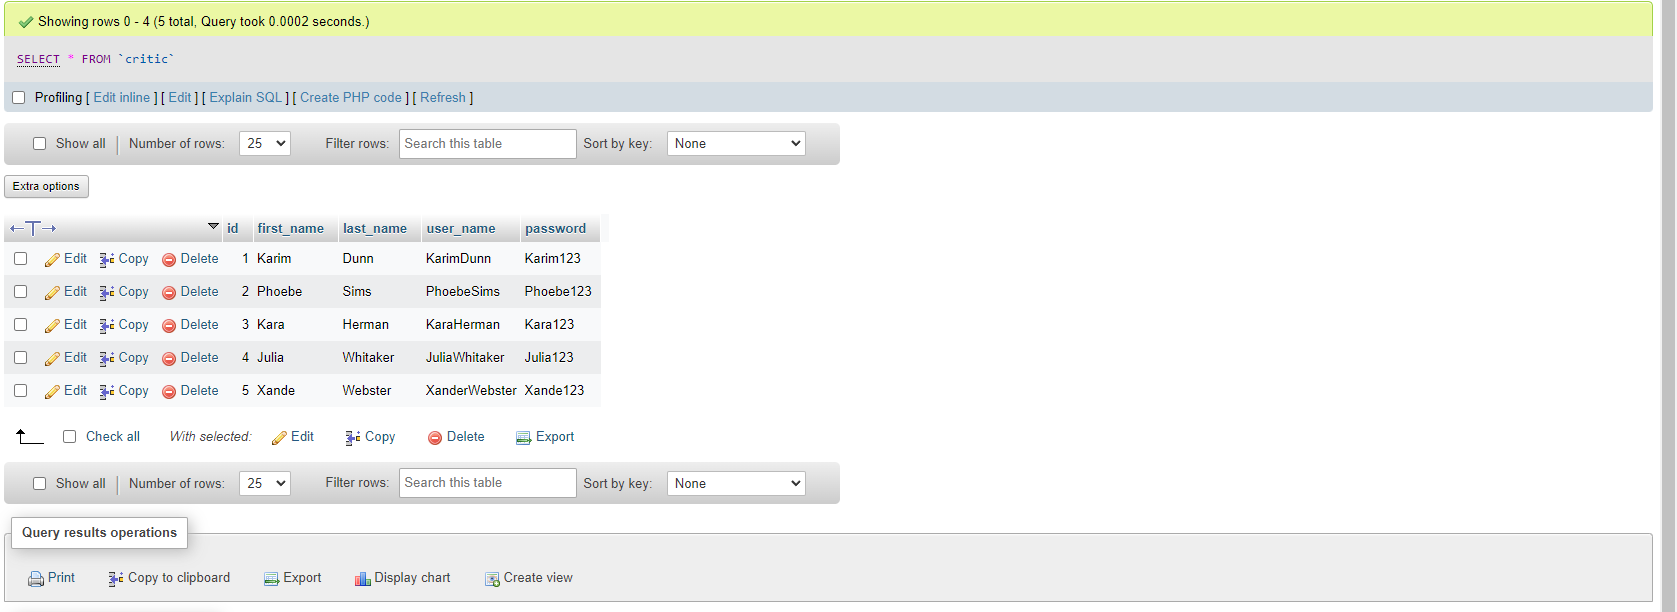 Showing rows 0 - 4 (5 total, Query took 0.0002 seconds.)
SELECT * FROM `critic`
Profiling [ Edit inline ] [ Edit ] [ Explain SQL ] [ Create PHP code ] [ Refresh ]
Show all | Number of rows: 25 Filter rows: Search this table Sort by key: None
Extra options
id first_name last_name user_name password
Edit Copy Delete 1 Karim Dunn KarimDunn Karim123
Edit Copy Delete 2 Phoebe Sims PhoebeSims Phoebe123
Edit Copy Delete 3 Kara Herman KaraHerman Kara123
Edit Copy Delete 4 Julia Whitaker JuliaWhitaker Julia123
Edit Copy Delete 5 Xande Webster XanderWebster Xande123
Check all With selected: Edit Copy Delete Export
Show all | Number of rows: 25 Filter rows: Search this table Sort by key: None
Query results operations
Print Copy to clipboard Export Display chart Create view